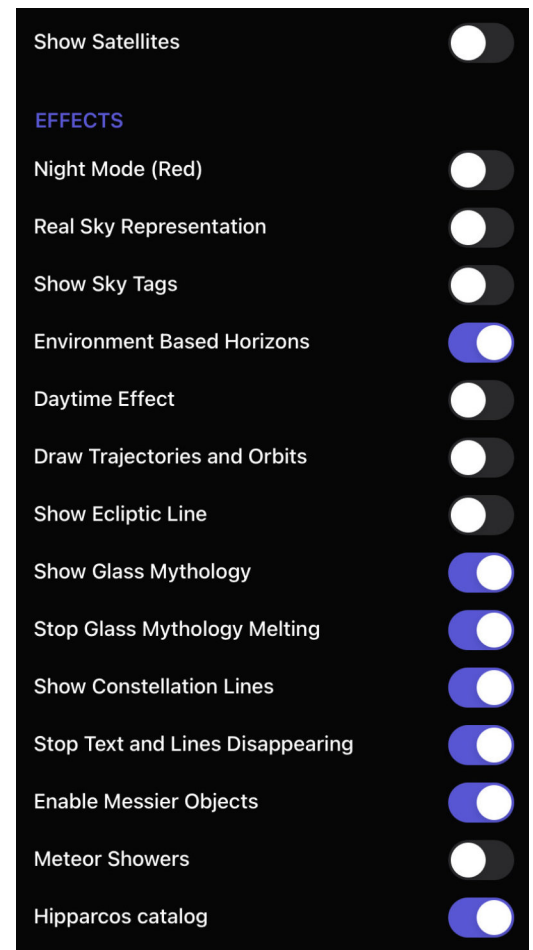 Show Satellites
EFFECTS
Night Mode (Red)
Real Sky Representation
Show Sky Tags
Environment Based Horizons
Daytime Effect
Draw Trajectories and Orbits
Show Ecliptic Line
Show Glass Mythology
Stop Glass Mythology Melting
Show Constellation Lines
Stop Text and Lines Disappearing
Enable Messier Objects
Meteor Showers
Hipparcos catalog